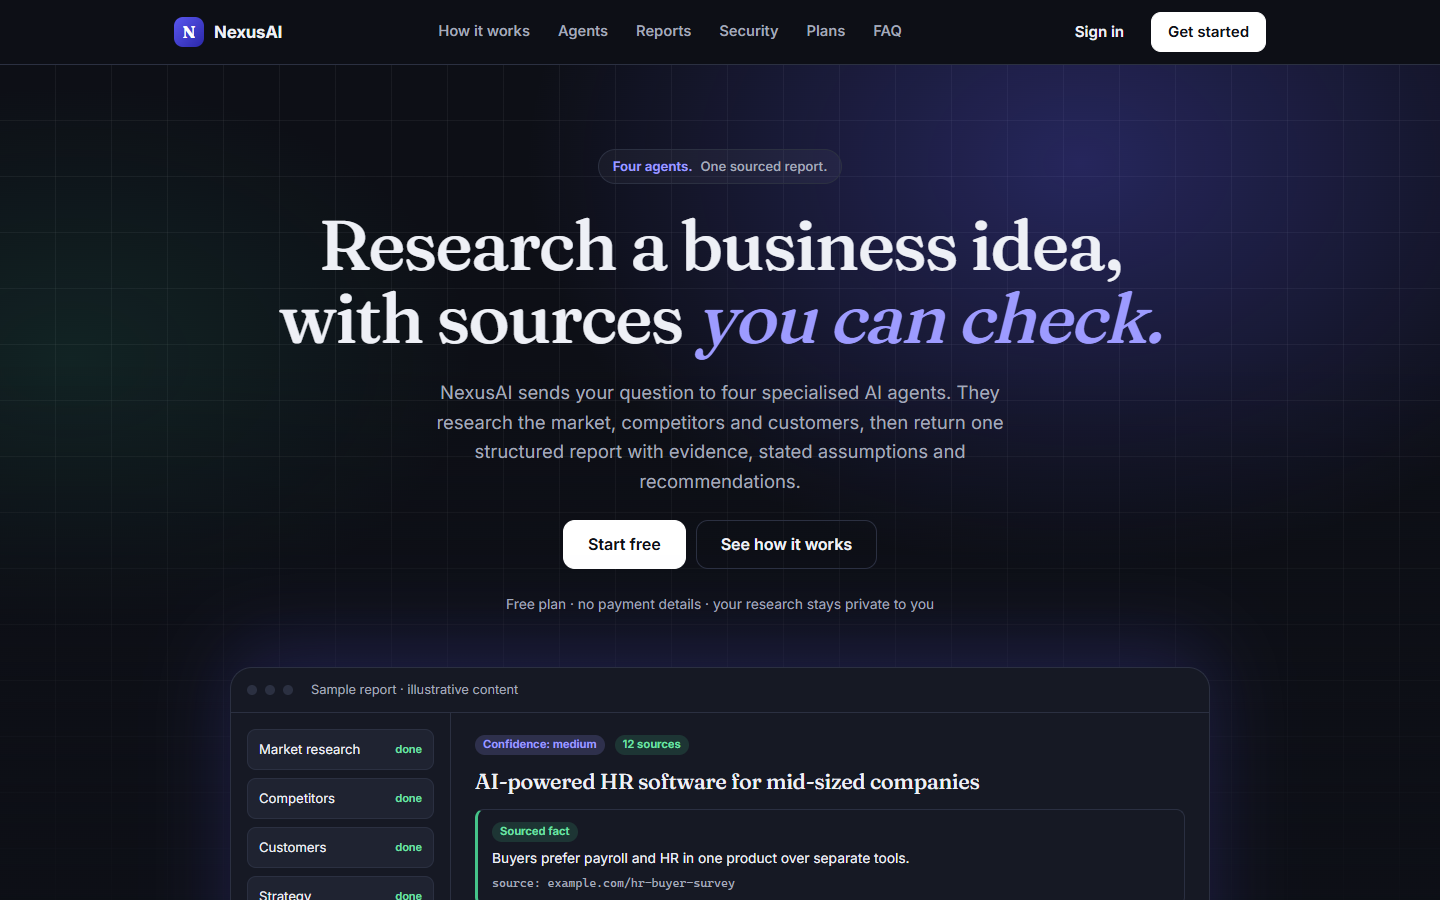 N NexusAI
How it works Agents Reports Security Plans FAQ
Sign in Get started
Four agents. One sourced report.
Research a business idea,
with sources you can check.
NexusAI sends your question to four specialised AI agents. They
research the market, competitors and customers, then return one
structured report with evidence, stated assumptions and
recommendations.
Start free See how it works
Free plan · no payment details · your research stays private to you
Sample report · illustrative content
Market research done
Competitors done
Customers done
Strategy done
Confidence: medium 12 sources
AI-powered HR software for mid-sized companies
Sourced fact
Buyers prefer payroll and HR in one product over separate tools.
source: example.com/hr-buyer-survey